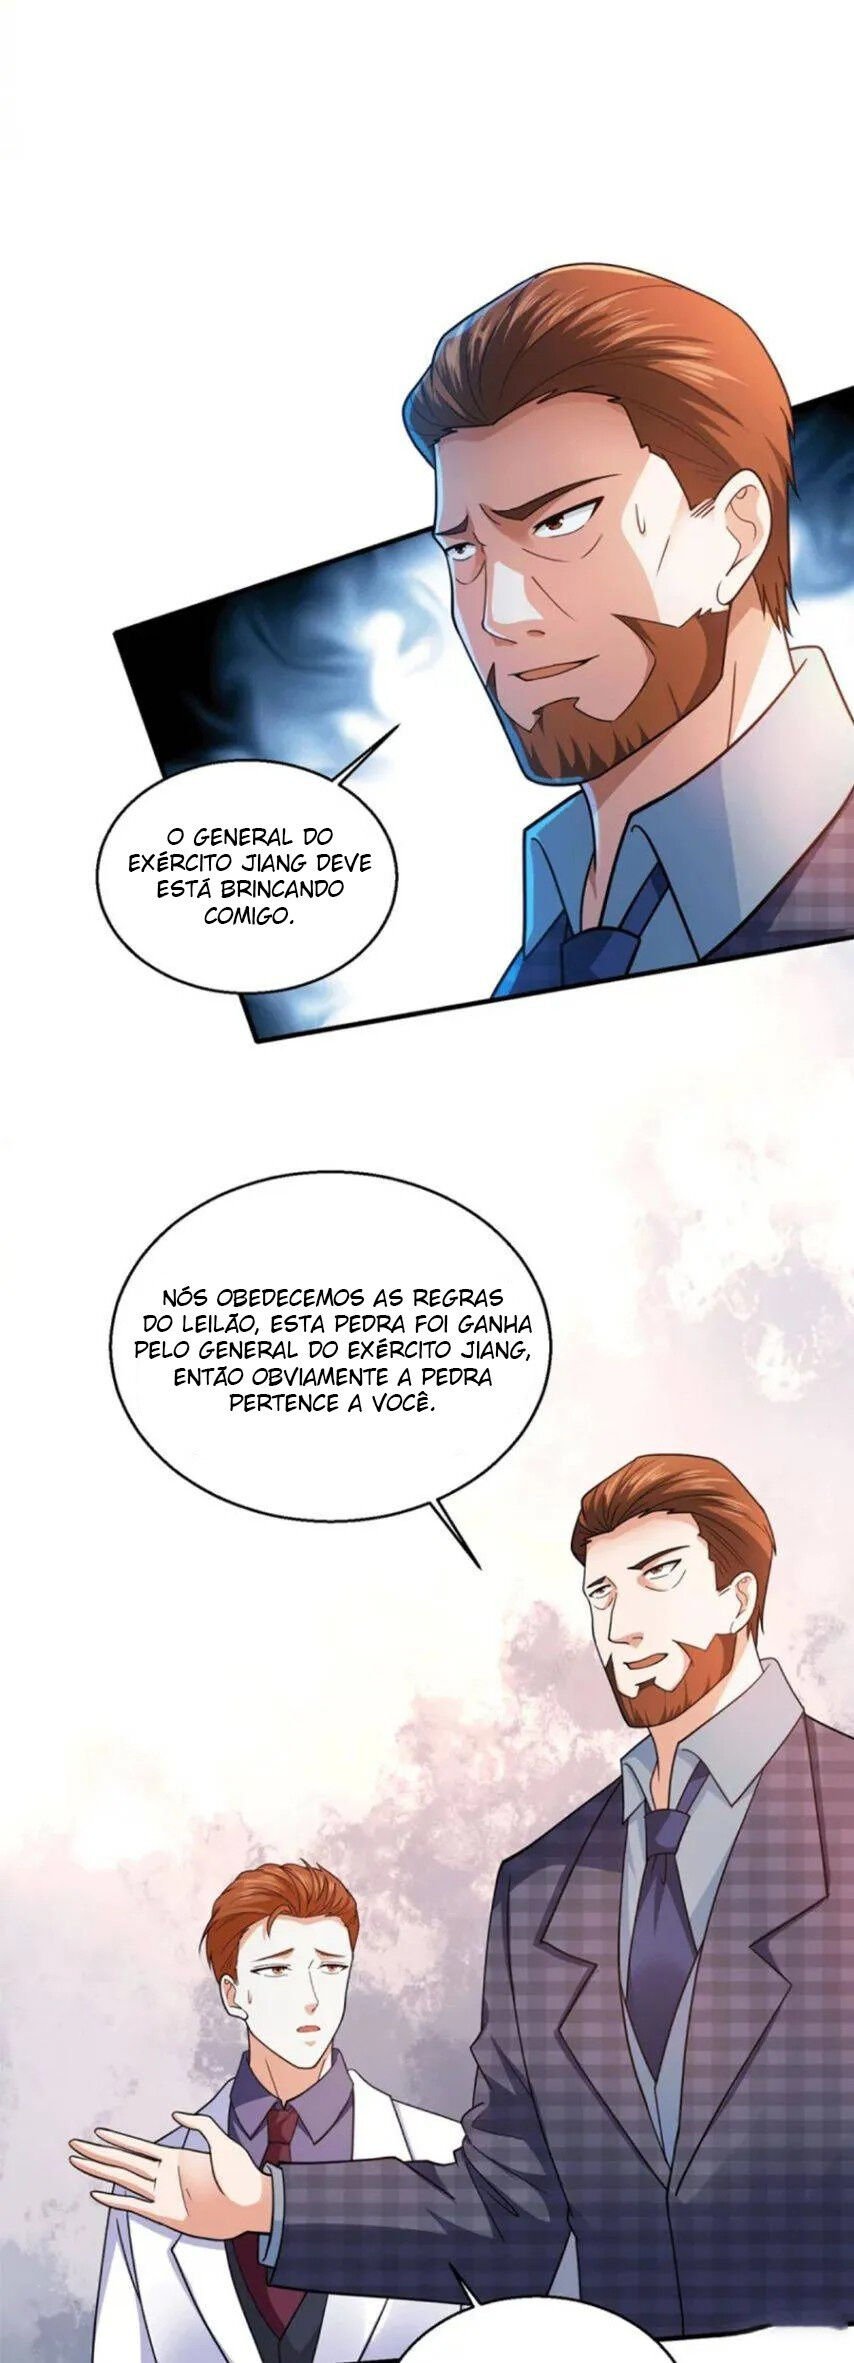 O GENERAL DO
EXÉRCITO JIANG DEVE
ESTÁ BRINCANDO
COMIGO.
NÓS OBEDECEMOS AS REGRAS
DO LEILÃO, ESTA PEDRA FOI GANHA
PELO GENERAL DO EXÉRCITO JIANG,
ENTÃO OBVIAMENTE A PEDRA
PERTENCE A VOCÊ.